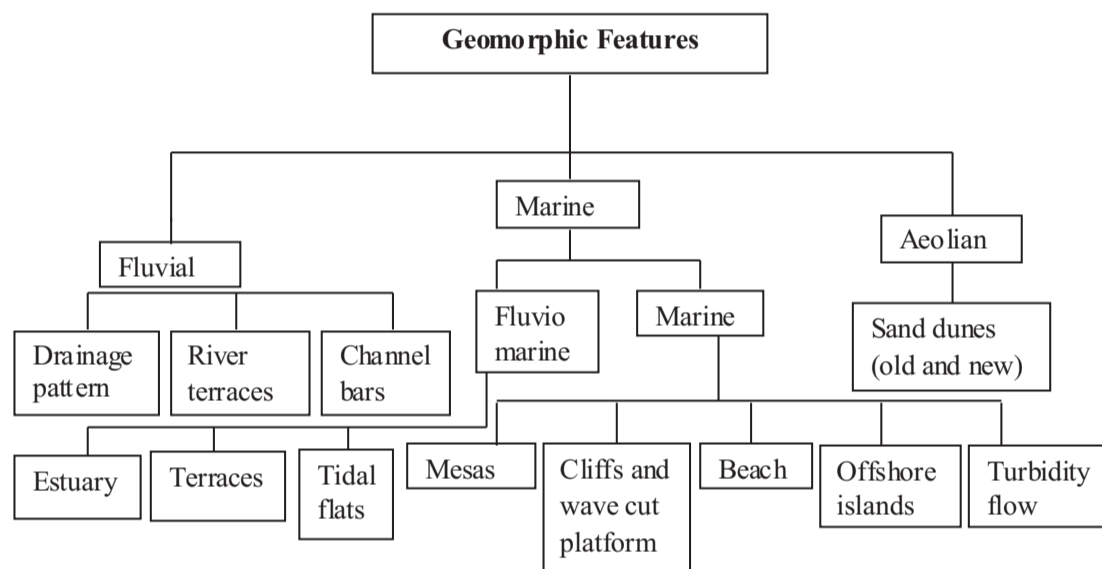 Geomorphic Features
Marine
Aeolian
Fluvial
Fluvio
marine
Marine
Sand dunes
(old and new)
Drainage
pattern
River
terraces
Channel
bars
Estuary
Terraces
Tidal
flats
Mesas
Cliffs and
wave cut
platform
Beach
Offshore
islands
Turbidity
flow